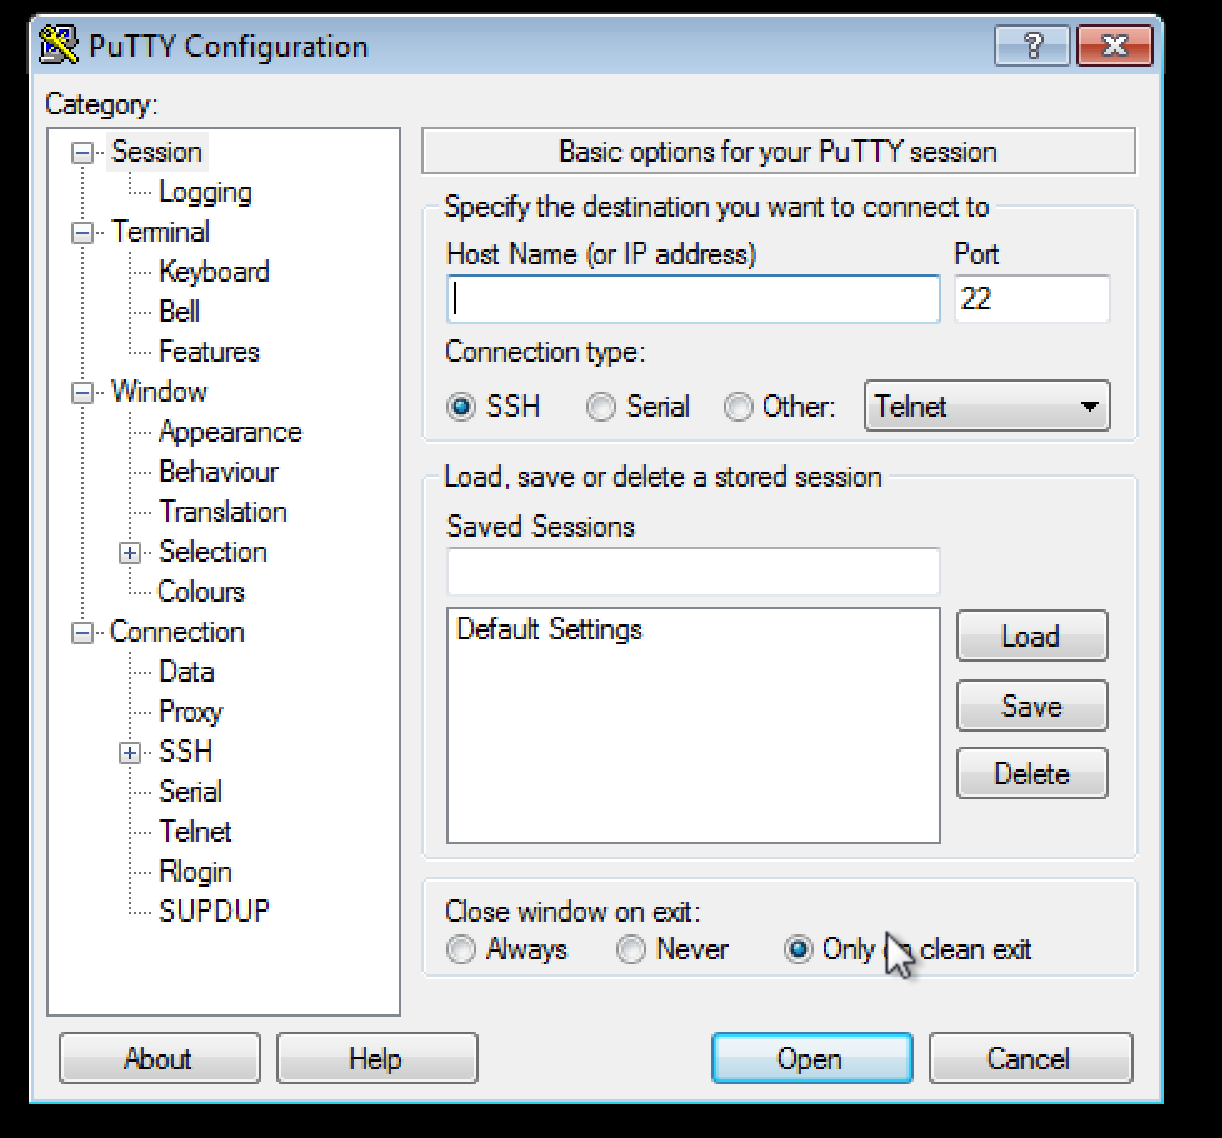 PuTTY Configuration
?
Category:
Session
Logging
Terminal
Keyboard
Bell
Features
Window
Appearance
Behaviour
Translation
Selection
Colours
Connection
Data
Proxy
SSH
Serial
Telnet
Rlogin
SUPDUP
Basic options for your PuTTY session
Specify the destination you want to connect to
Host Name (or IP address) Port
22
Connection type:
SSH Serial Other: Telnet
Load, save or delete a stored session
Saved Sessions
Default Settings
Load
Save
Delete
Close window on exit:
Always Never Only clean exit
About Help Open Cancel